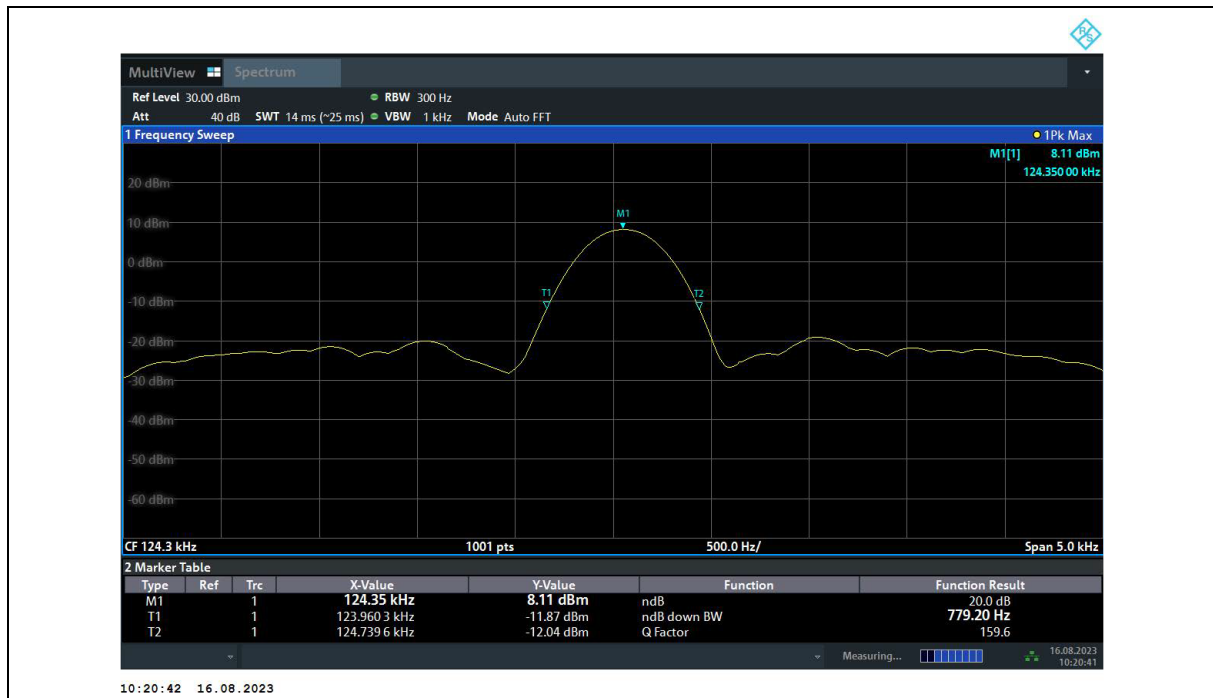 R&S
MultiView Spectrum
Ref Level 30.00 dBm RBW 300 Hz
Att 40 dB SWT 14 ms (~25 ms) VBW 1 kHz Mode Auto FFT
1 Frequency Sweep 1Pk Max
M1[1] 8.11 dBm
124.350 00 kHz
20 dBm
M1
10 dBm
0 dBm
T1 T2
-10 dBm
-20 dBm
-30 dBm
-40 dBm
-50 dBm
-60 dBm
CF 124.3 kHz 1001 pts 500.0 Hz/ Span 5.0 kHz
2 Marker Table
Type Ref Trc X-Value Y-Value Function Function Result
M1 1 124.35 kHz 8.11 dBm ndB 20.0 dB
T1 1 123.960 3 kHz -11.87 dBm ndB down BW 779.20 Hz
T2 1 124.739 6 kHz -12.04 dBm Q Factor 159.6
Measuring... 16.08.2023
10:20:41
10:20:42 16.08.2023